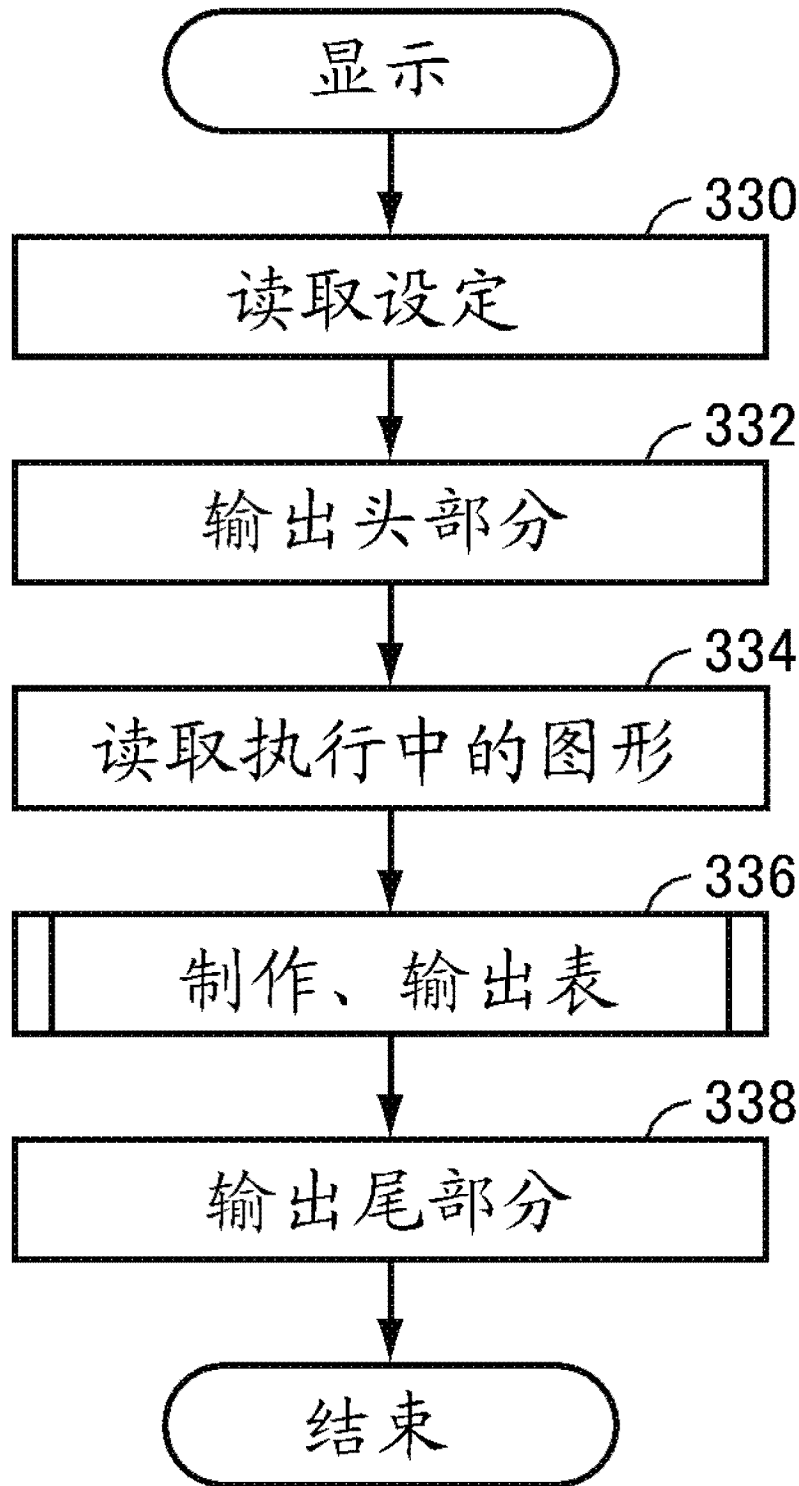 显示
330
读取设定
332
输出头部分
334
读取执行中的图形
336
制作、输出表
338
输出尾部分
结束